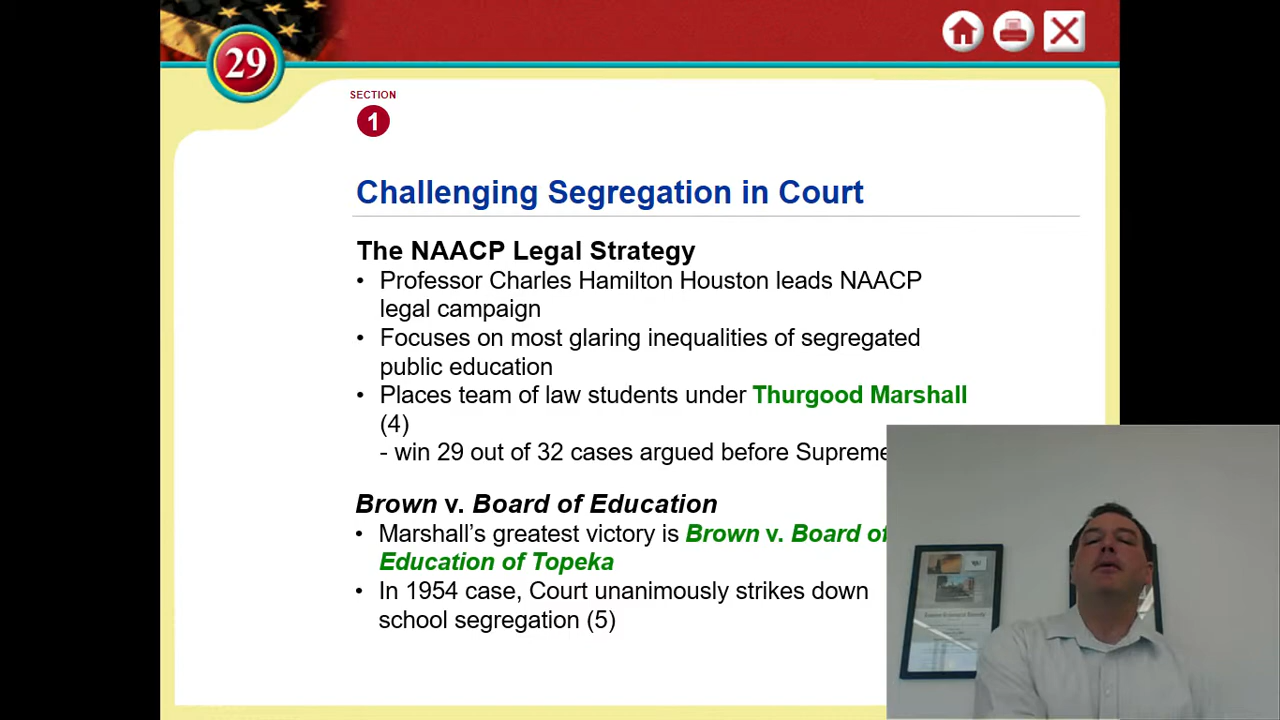 29
SECTION
1
Challenging Segregation in Court
The NAACP Legal Strategy
• Professor Charles Hamilton Houston leads NAACP
legal campaign
• Focuses on most glaring inequalities of segregated
public education
• Places team of law students under Thurgood Marshall
(4)
- win 29 out of 32 cases argued before Supreme
Brown v. Board of Education
• Marshall's greatest victory is Brown v. Board of
Education of Topeka
• In 1954 case, Court unanimously strikes down
school segregation (5)